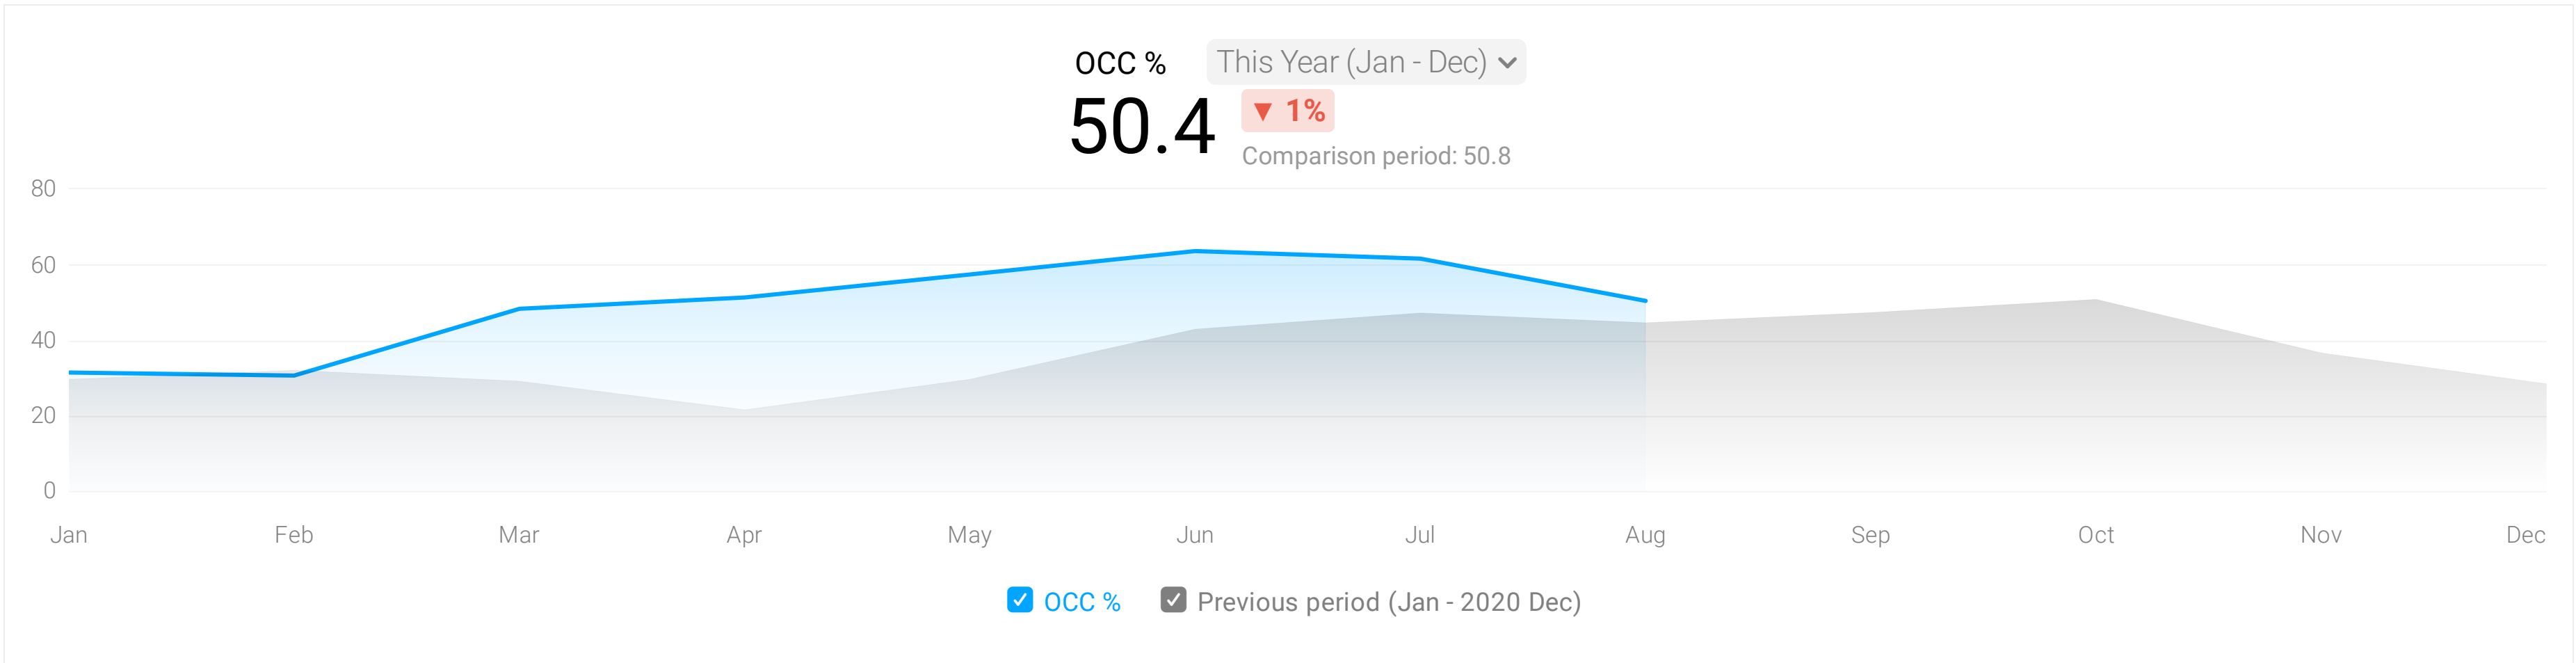 OCC % This Year (Jan - Dec)
50.4 ▼ 1%
Comparison period: 50.8
80
60
40
20
0
Jan Feb Mar Apr May Jun Jul Aug Sep Oct Nov Dec
OCC % Previous period (Jan - 2020 Dec)